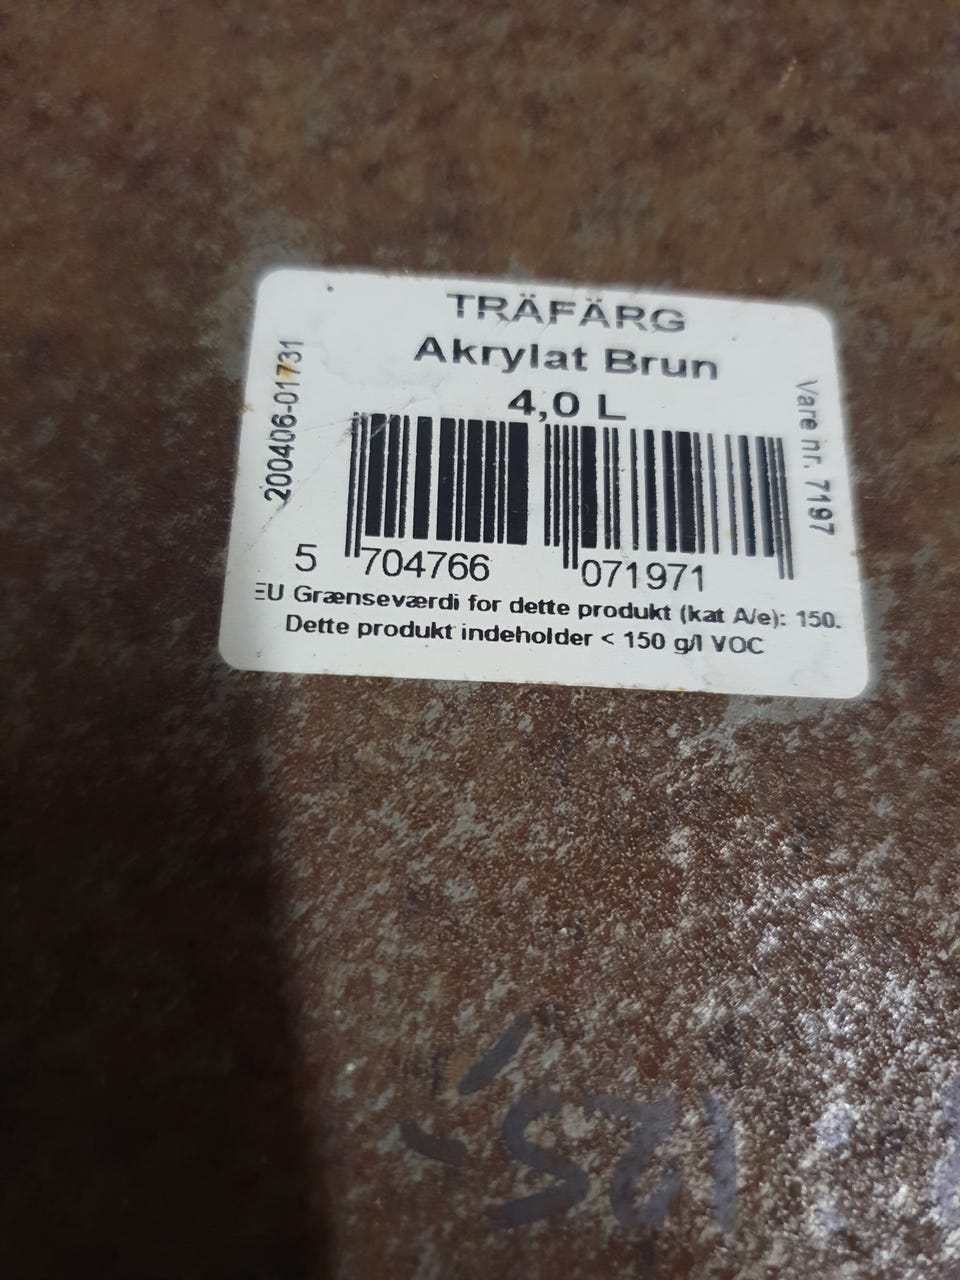 TRÄFÄRG
Akrylat Brun
4,0 L
200406-01731
Vare nr. 7197
5 704766 071971
EU Grænseværdi for dette produkt (kat A/e): 150.
Dette produkt indeholder < 150 g/l VOC